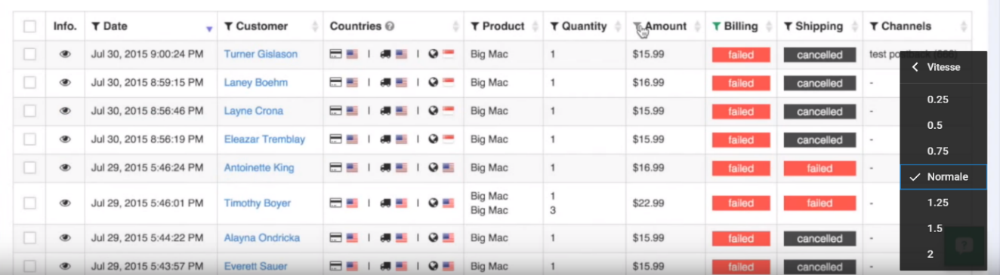 Info. Date Customer Countries Product Quantity Amount Billing Shipping Channels
Jul 30, 2015 9:00:24 PM Turner Gislason | | Big Mac 1 $15.99 failed cancelled test postback (666)
Jul 30, 2015 8:59:15 PM Laney Boehm | | Big Mac 1 $16.99 failed cancelled -
Jul 30, 2015 8:56:46 PM Layne Crona | | Big Mac 1 $15.99 failed cancelled -
Jul 30, 2015 8:56:19 PM Eleazar Tremblay | | Big Mac 1 $15.99 failed cancelled -
Jul 29, 2015 5:46:24 PM Antoinette King | | Big Mac 1 $16.99 failed failed -
Jul 29, 2015 5:46:01 PM Timothy Boyer | | Big Mac 1 $22.99 failed failed -
Big Mac 3
Jul 29, 2015 5:44:22 PM Alayna Ondricka | | Big Mac 1 $15.99 failed cancelled -
Jul 29, 2015 5:43:57 PM Everett Sauer | | Big Mac 1 $15.99 failed cancelled -
Vitesse
0.25
0.5
0.75
Normale
1.25
1.5
2